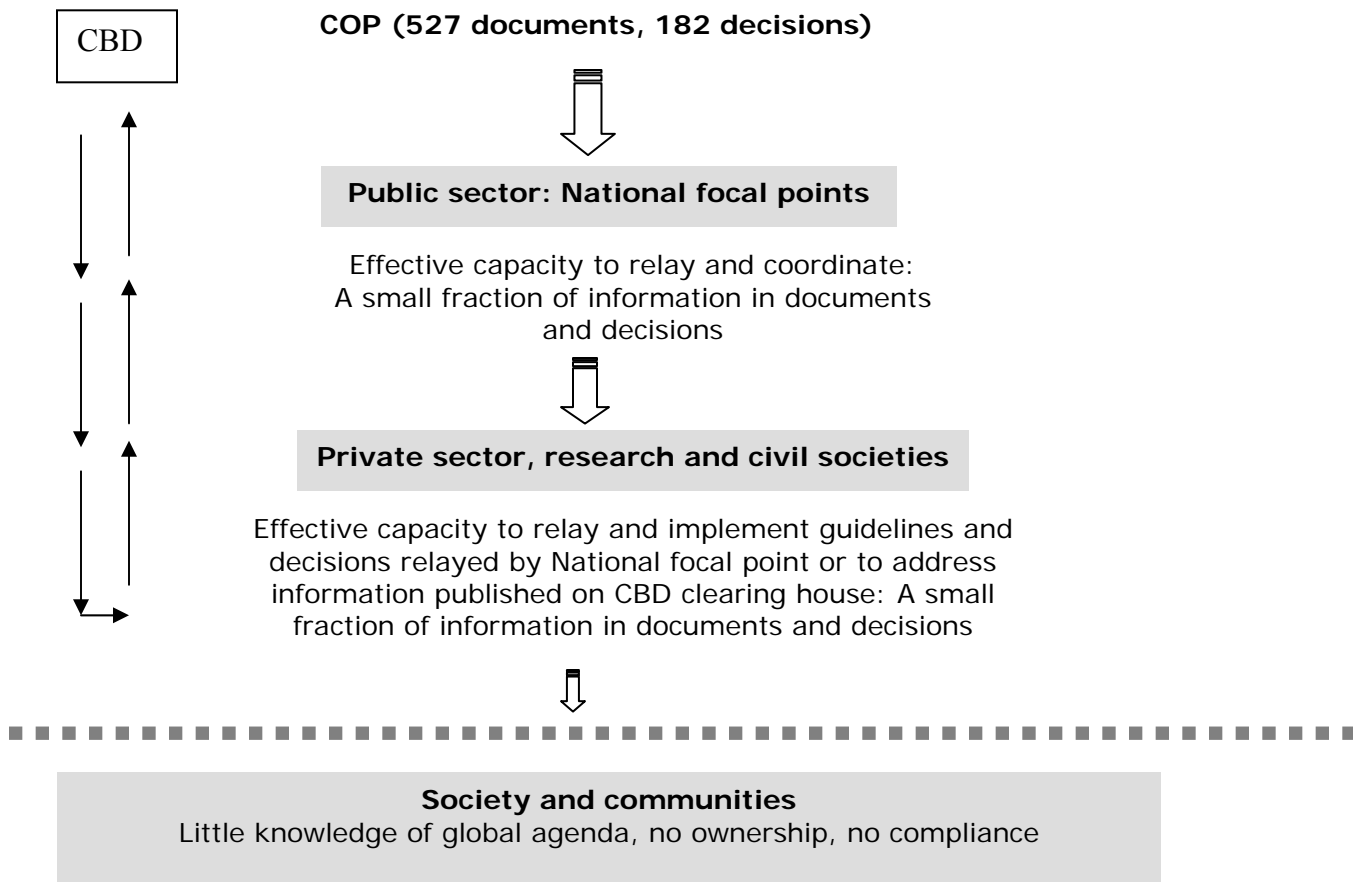 CBD
COP (527 documents, 182 decisions)
Public sector: National focal points
Effective capacity to relay and coordinate:
A small fraction of information in documents
and decisions
Private sector, research and civil societies
Effective capacity to relay and implement guidelines and
decisions relayed by National focal point or to address
information published on CBD clearing house: A small
fraction of information in documents and decisions
Society and communities
Little knowledge of global agenda, no ownership, no compliance